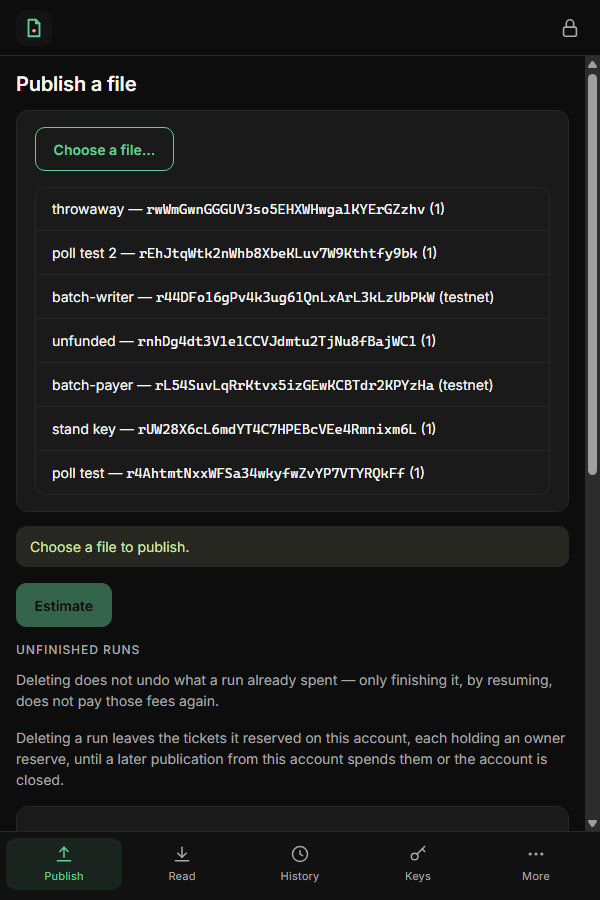 Publish a file
Choose a file...
throwaway — rwWmGwnGGGUV3so5EHXWHwga1KYErGZzhv (1)
poll test 2 — rEhJtqWtk2nWhb8XbeKLuv7W9Kthtfy9bk (1)
batch-writer — r44DFo16gPv4k3ug61QnLxArL3kLzUbPkW (testnet)
unfunded — rnhDg4dt3V1e1CCVJdmtu2TjNu8fBajWC1 (1)
batch-payer — rL54SuvLqRrKtvx5izGEwKCBTdr2KPYzHa (testnet)
stand key — rUW28X6cL6mdYT4C7HPEBcVEe4Rmnixm6L (1)
poll test — r4AhtmtNxxWFSa34wkyfwZvYP7VTYRQkFf (1)
Choose a file to publish.
Estimate
UNFINISHED RUNS
Deleting does not undo what a run already spent — only finishing it, by resuming,
does not pay those fees again.
Deleting a run leaves the tickets it reserved on this account, each holding an owner
reserve, until a later publication from this account spends them or the account is
closed.
Publish
Read
History
Keys
More